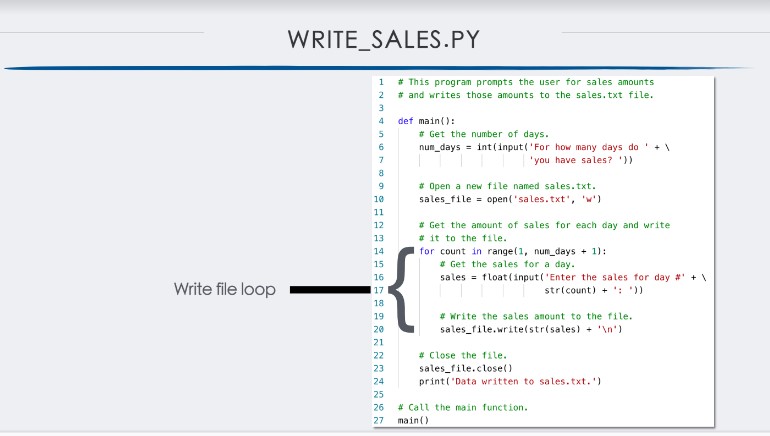 WRITE_SALES.PY
1 # This program prompts the user for sales amounts
2 # and writes those amounts to the sales.txt file.
3
4 def main():
5     # Get the number of days.
6     num_days = int(input('For how many days do ' + \
7                          'you have sales? '))
8
9     # Open a new file named sales.txt.
10     sales_file = open('sales.txt', 'w')
11
12     # Get the amount of sales for each day and write
13     # it to the file.
14     for count in range(1, num_days + 1):
15         # Get the sales for a day.
16         sales = float(input('Enter the sales for day #' + \
Write file loop
17                             str(count) + ': '))
18
19         # Write the sales amount to the file.
20         sales_file.write(str(sales) + '\n')
21
22     # Close the file.
23     sales_file.close()
24     print('Data written to sales.txt.')
25
26 # Call the main function.
27 main()